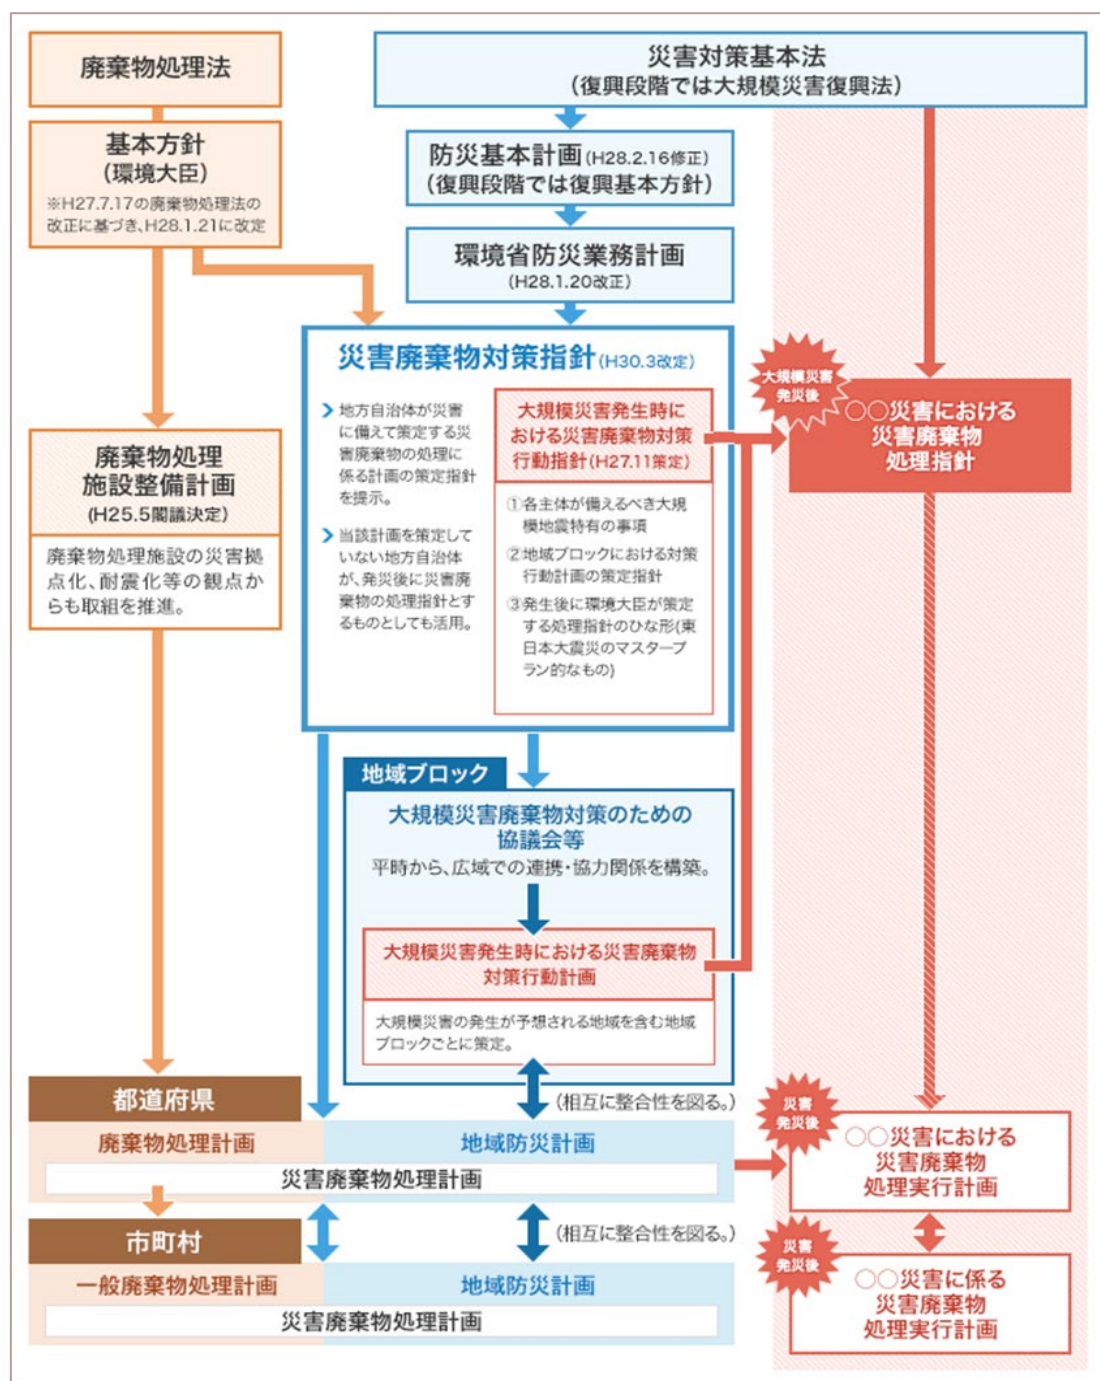 廃棄物処理法
基本方針
(環境大臣)
※H27.7.17の廃棄物処理法の
改正に基づき、H28.1.21に改定
災害対策基本法
(復興段階では大規模災害復興法)
防災基本計画(H28.2.16修正)
(復興段階では復興基本方針)
環境省防災業務計画
(H28.1.20改正)
災害廃棄物対策指針(H30.3改定)
地方自治体が災害
に備えて策定する災
害廃棄物の処理に
係る計画の策定指針
を提示。
当該計画を策定して
いない地方自治体
が、発災後に災害廃
棄物の処理指針とす
るものとしても活用。
大規模災害発生時に
おける災害廃棄物対策
行動指針(H27.11策定)
①各主体が備えるべき大規
模地震特有の事項
②地域ブロックにおける対策
行動計画の策定指針
③発生後に環境大臣が策定
する処理指針のひな形(東
日本大震災のマスタープ
ラン的なもの)
大規模災害
発災後
○○災害における
災害廃棄物
処理指針
廃棄物処理
施設整備計画
(H25.5閣議決定)
廃棄物処理施設の災害拠
点化、耐震化等の観点か
らも取組を推進。
地域ブロック
大規模災害廃棄物対策のための
協議会等
平時から、広域での連携・協力関係を構築。
大規模災害発生時における災害廃棄物
対策行動計画
大規模災害の発生が予想される地域を含む地域
ブロックごとに策定。
(相互に整合性を図る。)
都道府県
廃棄物処理計画
地域防災計画
災害廃棄物処理計画
災害
発災後
○○災害における
災害廃棄物
処理実行計画
(相互に整合性を図る。)
市町村
一般廃棄物処理計画
地域防災計画
災害廃棄物処理計画
災害
発災後
○○災害に係る
災害廃棄物
処理実行計画